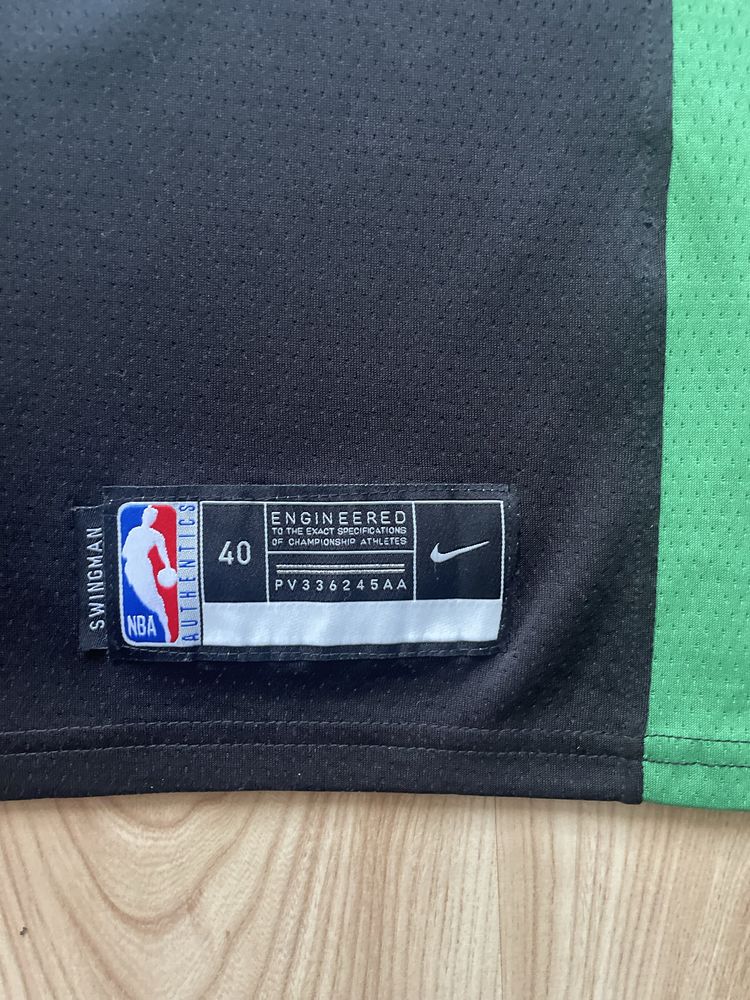 SWINGMAN
NBA
AUTHENTICS
40
ENGINEERED
TO THE EXACT SPECIFICATIONS
OF CHAMPIONSHIP ATHLETES
PV336245AA